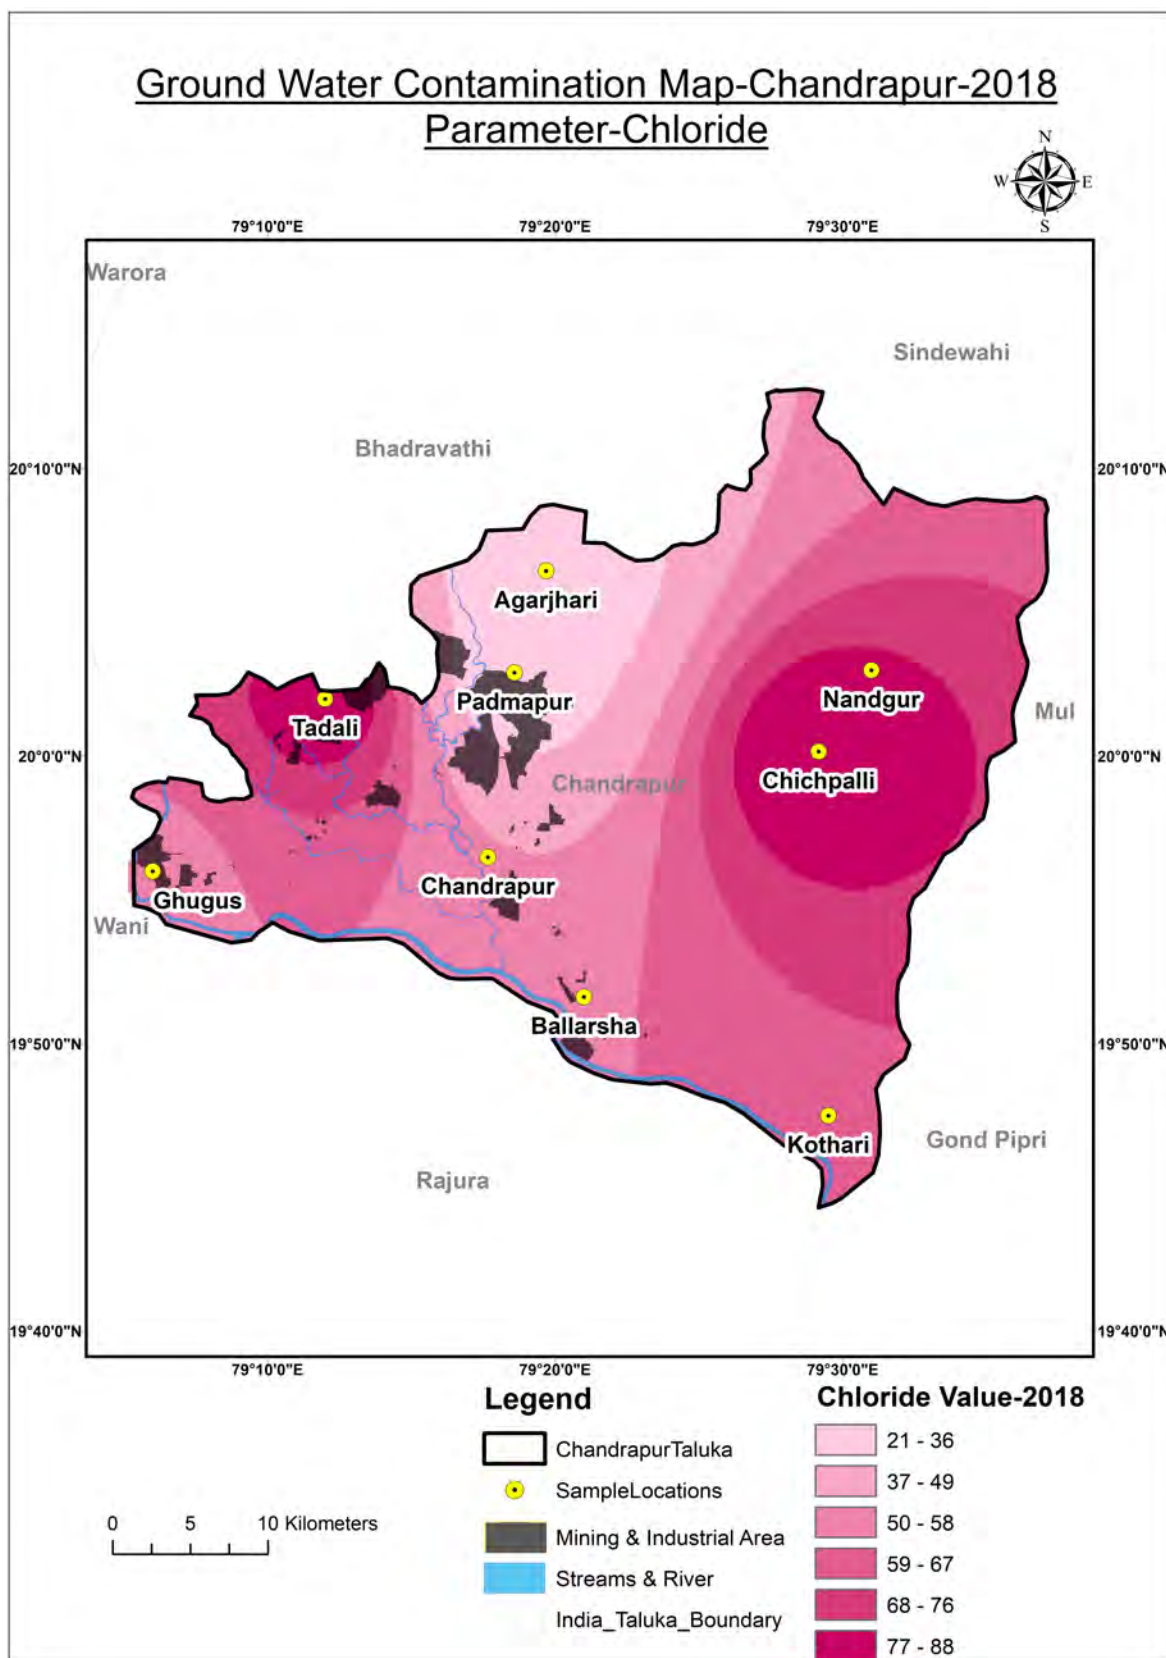 Ground Water Contamination Map-Chandrapur-2018
Parameter-Chloride
N
W E
S
79°10'0"E 79°20'0"E 79°30'0"E
Warora
Sindewahi
Bhadravathi
20°10'0"N 20°10'0"N
Agarjhari
Padmapur
Nandgur
Tadali
Mul
20°0'0"N 20°0'0"N
Chandrapur
Chichpalli
Chandrapur
Ghugus
Wani
Ballarsha
19°50'0"N 19°50'0"N
Kothari
Gond Pipri
Rajura
19°40'0"N 19°40'0"N
79°10'0"E 79°20'0"E 79°30'0"E
Legend
ChandrapurTaluka
SampleLocations
Mining & Industrial Area
Streams & River
India_Taluka_Boundary
Chloride Value-2018
21 - 36
37 - 49
50 - 58
59 - 67
68 - 76
77 - 88
0 5 10 Kilometers